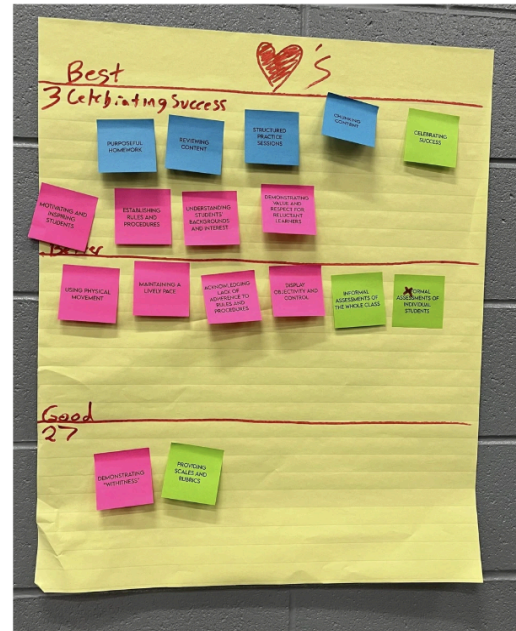 Best ❤'s
3 Celebrating Success
PURPOSEFUL
HOMEWORK
REVIEWING
CONTENT
STRUCTURED
PRACTICE
SESSIONS
CHUNKING
CONTENT
CELEBRATING
SUCCESS
MOTIVATING AND
INSPIRING
STUDENTS
ESTABLISHING
RULES AND
PROCEDURES
UNDERSTANDING
STUDENTS'
BACKGROUNDS
AND INTEREST
DEMONSTRATING
VALUE AND
RESPECT FOR
RELUCTANT
LEARNERS
Better
USING PHYSICAL
MOVEMENT
MAINTAINING A
LIVELY PACE
ACKNOWLEDGING
LACK OF
ADHERENCE TO
RULES AND
PROCEDURES
DISPLAY
OBJECTIVITY AND
CONTROL
INFORMAL
ASSESSMENTS OF
THE WHOLE CLASS
FORMAL
ASSESSMENTS OF
INDIVIDUAL
STUDENTS
Good
27
DEMONSTRATING
"WITHITNESS"
PROVIDING
SCALES AND
RUBRICS